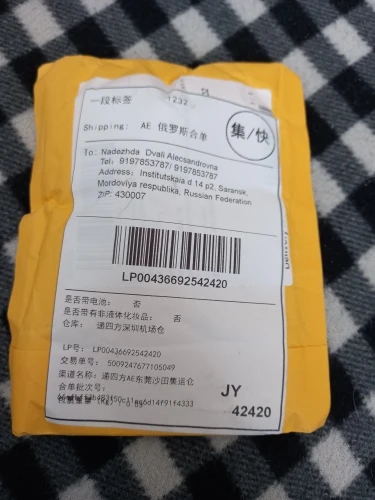 一段标签 1232
集/快
Shipping: AE 俄罗斯合单
To: Nadezhda Dvali Alecsandrovna
Tel: 9197853787/ 9197853787
Address: Institutskaia d 14 p2, Saransk,
Mordoviya respublika, Russian Federation
ZIP: 430007
LP00436692542420
是否带电池: 否
是否带有非液体化妆品: 否
仓库: 递四方深圳机场仓
LP号: LP00436692542420
交易单号: 5009247677105049
渠道名称: 递四方AE东莞沙田集运仓
合单批次号:
JY
42420